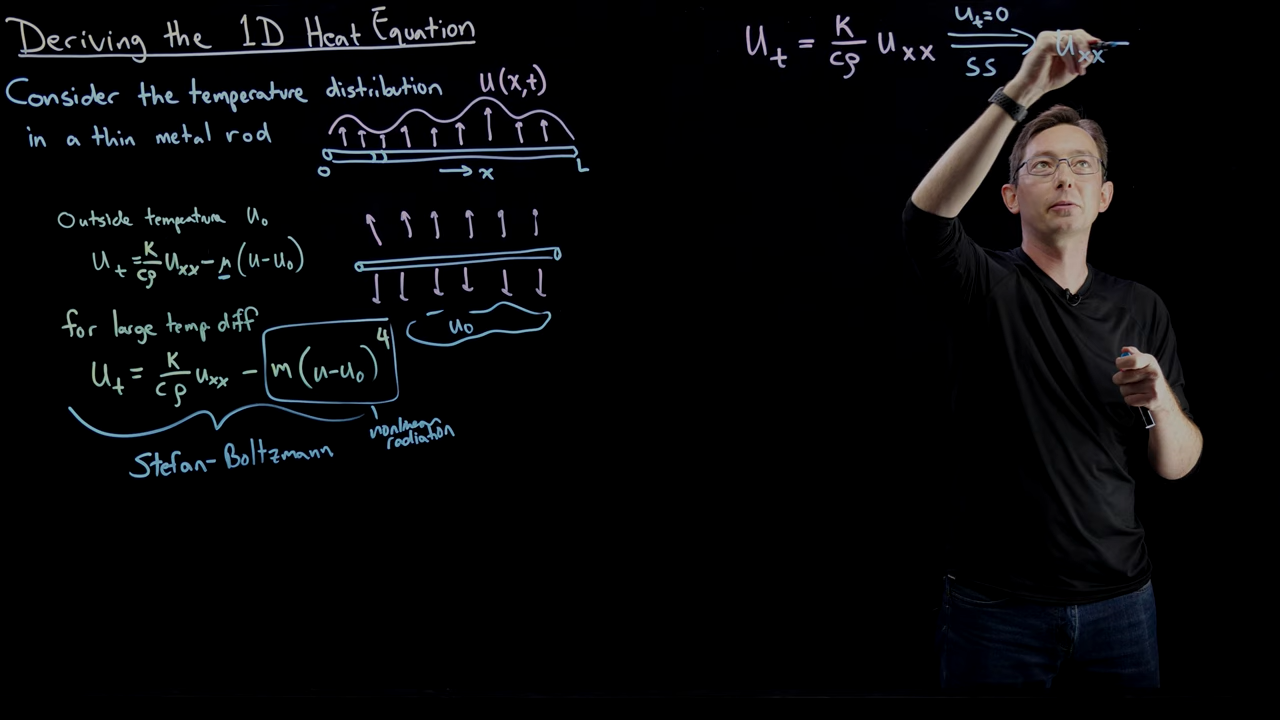 Deriving the 1D Heat Equation
Consider the temperature distribution u(x,t)
in a thin metal rod
0 → x L
Outside temperature u₀
u_t = K/cρ u_xx - m(u-u₀)
for large temp diff
u₀
u_t = K/cρ u_xx - m(u-u₀)⁴
nonlinear
radiation
Stefan-Boltzmann
u_t = K/cρ u_xx u_t=0 ⟹ ss u_xx